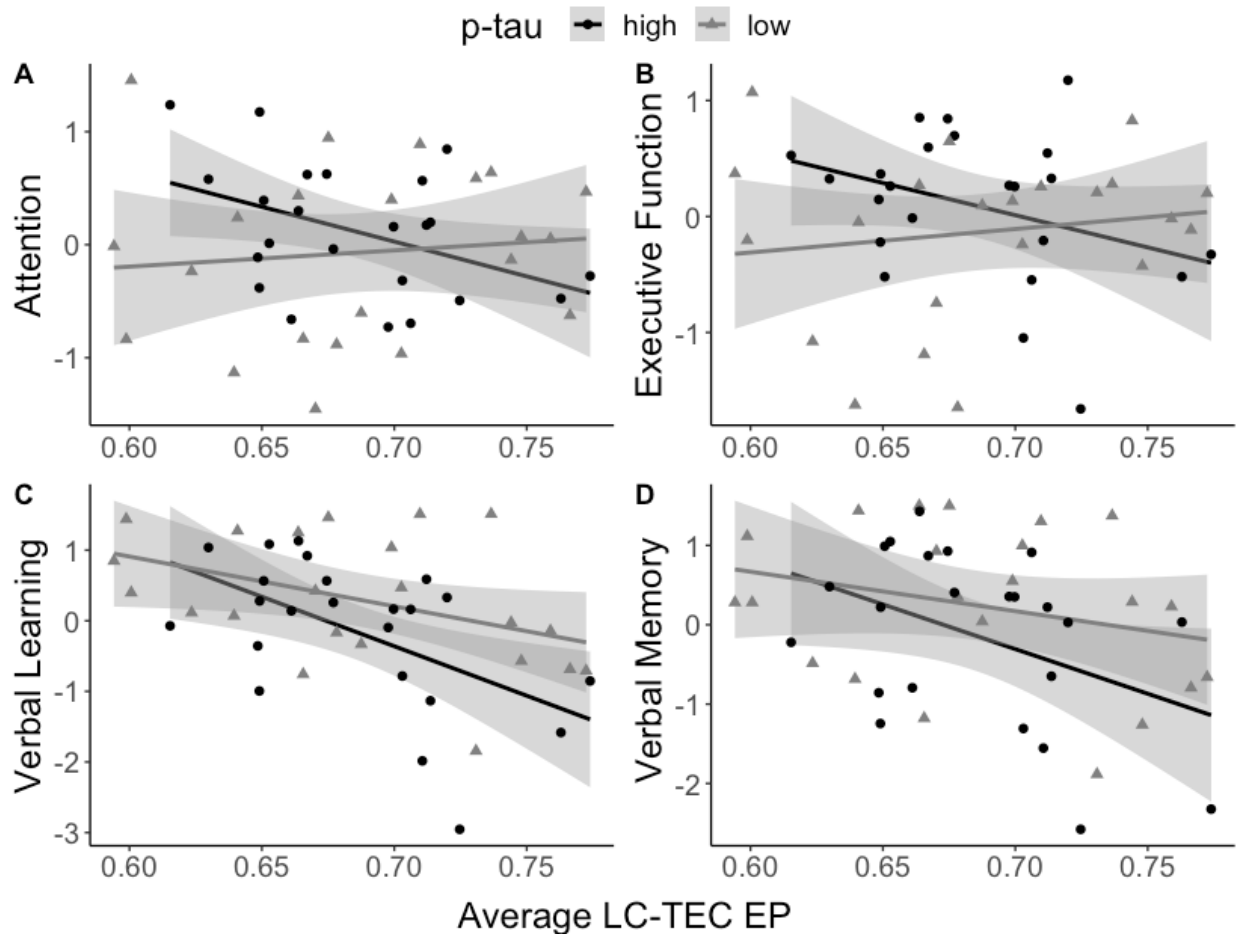 p-tau high low
A
B
Attention
1
0
-1
0.60 0.65 0.70 0.75
Executive Function
1
0
-1
0.60 0.65 0.70 0.75
C
D
Verbal Learning
1
0
-1
-2
-3
0.60 0.65 0.70 0.75
Verbal Memory
1
0
-1
-2
0.60 0.65 0.70 0.75
Average LC-TEC EP